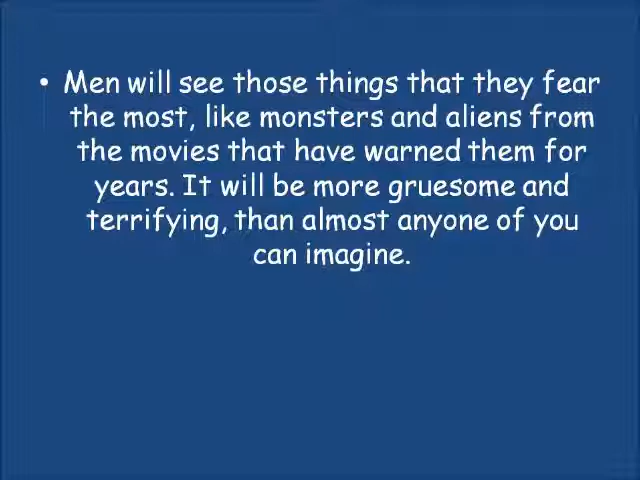 • Men will see those things that they fear
the most, like monsters and aliens from
the movies that have warned them for
years. It will be more gruesome and
terrifying, than almost anyone of you
can imagine.